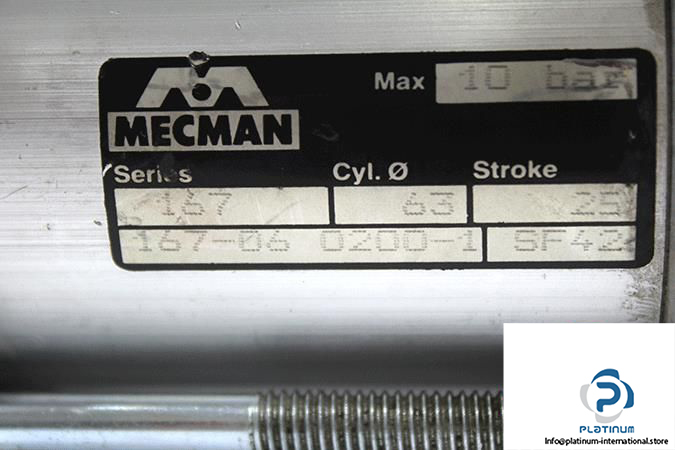 Max 10 bar
MECMAN
Series Cyl. Ø Stroke
167 63 25
167-06 0200-1 SF42
PLATINUM
Info@platinum-international.store